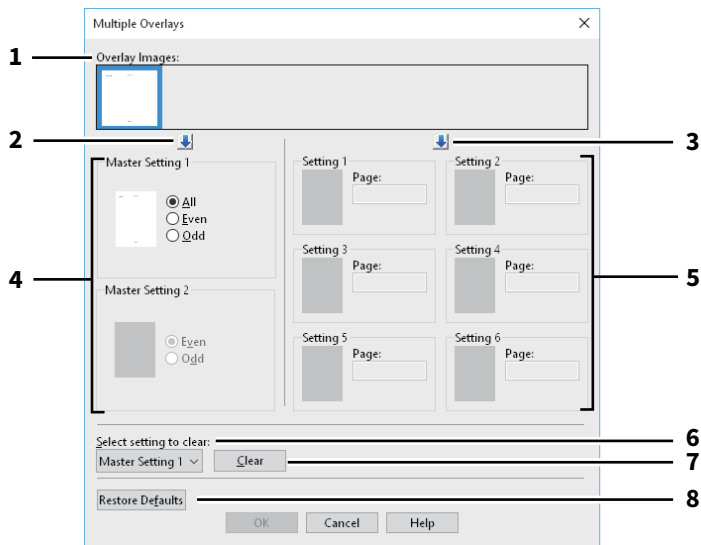 Multiple Overlays
1
Overlay Images:
2
3
Master Setting 1
All
Even
Odd
4
Master Setting 2
Even
Odd
Setting 1
Page:
Setting 2
Page:
Setting 3
Page:
Setting 4
Page:
5
Setting 5
Page:
Setting 6
Page:
Select setting to clear:
6
Master Setting 1
Clear
7
Restore Defaults
8
OK
Cancel
Help